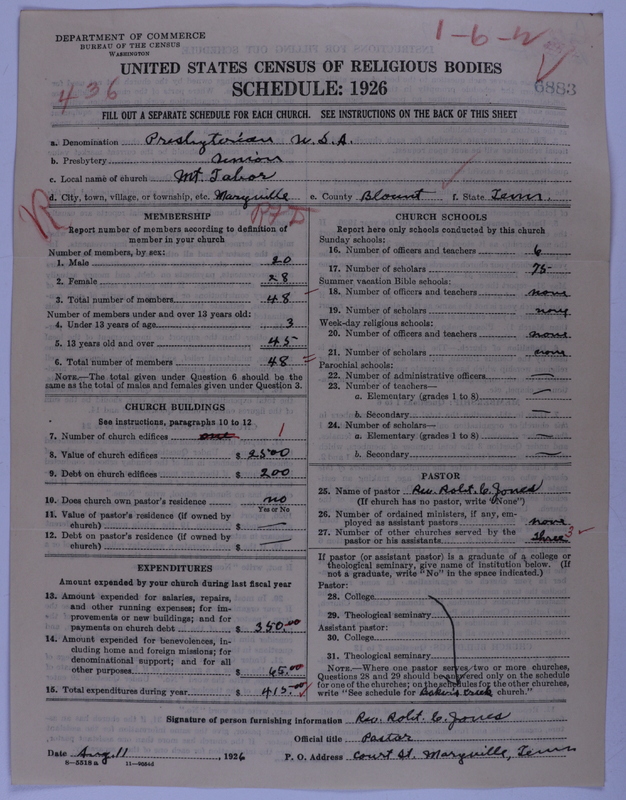 DEPARTMENT OF COMMERCE
BUREAU OF THE CENSUS
WASHINGTON
1-6-
436
6883
UNITED STATES CENSUS OF RELIGIOUS BODIES
SCHEDULE: 1926
FILL OUT A SEPARATE SCHEDULE FOR EACH CHURCH. SEE INSTRUCTIONS ON THE BACK OF THIS SHEET
a. Denomination Presbyterian U.S.A.
b. Presbytery Union
c. Local name of church Mt. Tabor
d. City, town, village, or township, etc. Maryville e. County Blount f. State Tenn.
R
MEMBERSHIP
Report number of members according to definition of
member in your church
Number of members, by sex:
1. Male 20
2. Female 28
3. Total number of members 48
Number of members under and over 13 years old:
4. Under 13 years of age 3
5. 13 years old and over 45
6. Total number of members 48
NOTE.—The total given under Question 6 should be the
same as the total of males and females given under Question 3.
CHURCH BUILDINGS
See instructions, paragraphs 10 to 12
7. Number of church edifices one 1
8. Value of church edifices $ 2500
9. Debt on church edifices $ 200
10. Does church own pastor's residence no
Yes or No
11. Value of pastor's residence (if owned by
church) $ —
12. Debt on pastor's residence (if owned by
church) $ —
EXPENDITURES
Amount expended by your church during last fiscal year
13. Amount expended for salaries, repairs,
and other running expenses; for im-
provements or new buildings; and for
payments on church debt $ 350.00
14. Amount expended for benevolences, in-
cluding home and foreign missions; for
denominational support; and for all
other purposes $ 65.00
15. Total expenditures during year $ 415.00
CHURCH SCHOOLS
Report here only schools conducted by this church
Sunday schools:
16. Number of officers and teachers 6
17. Number of scholars 75
Summer vacation Bible schools:
18. Number of officers and teachers none
19. Number of scholars none
Week-day religious schools:
20. Number of officers and teachers none
21. Number of scholars none
Parochial schools:
22. Number of administrative officers —
23. Number of teachers—
a. Elementary (grades 1 to 8) —
b. Secondary —
24. Number of scholars—
a. Elementary (grades 1 to 8) —
b. Secondary —
PASTOR
25. Name of pastor Rev. Robt. C. Jones
(If church has no pastor, write "None")
26. Number of ordained ministers, if any, em-
ployed as assistant pastors none
27. Number of other churches served by the
pastor or his assistants three 3
If pastor (or assistant pastor) is a graduate of a college or
theological seminary, give name of institution below. (If
not a graduate, write "No" in the space indicated.)
Pastor:
28. College
29. Theological seminary
Assistant pastor:
30. College
31. Theological seminary
NOTE.—Where one pastor serves two or more churches,
Questions 28 and 29 should be answered only on the schedule
for one of the churches; on the schedules for the other churches,
write "See schedule for Baker's Creek church."
Signature of person furnishing information Rev. Robt. C. Jones
Official title Pastor
Date Aug. 11, 1926 P. O. Address Court St. Maryville, Tenn
8—5518 a